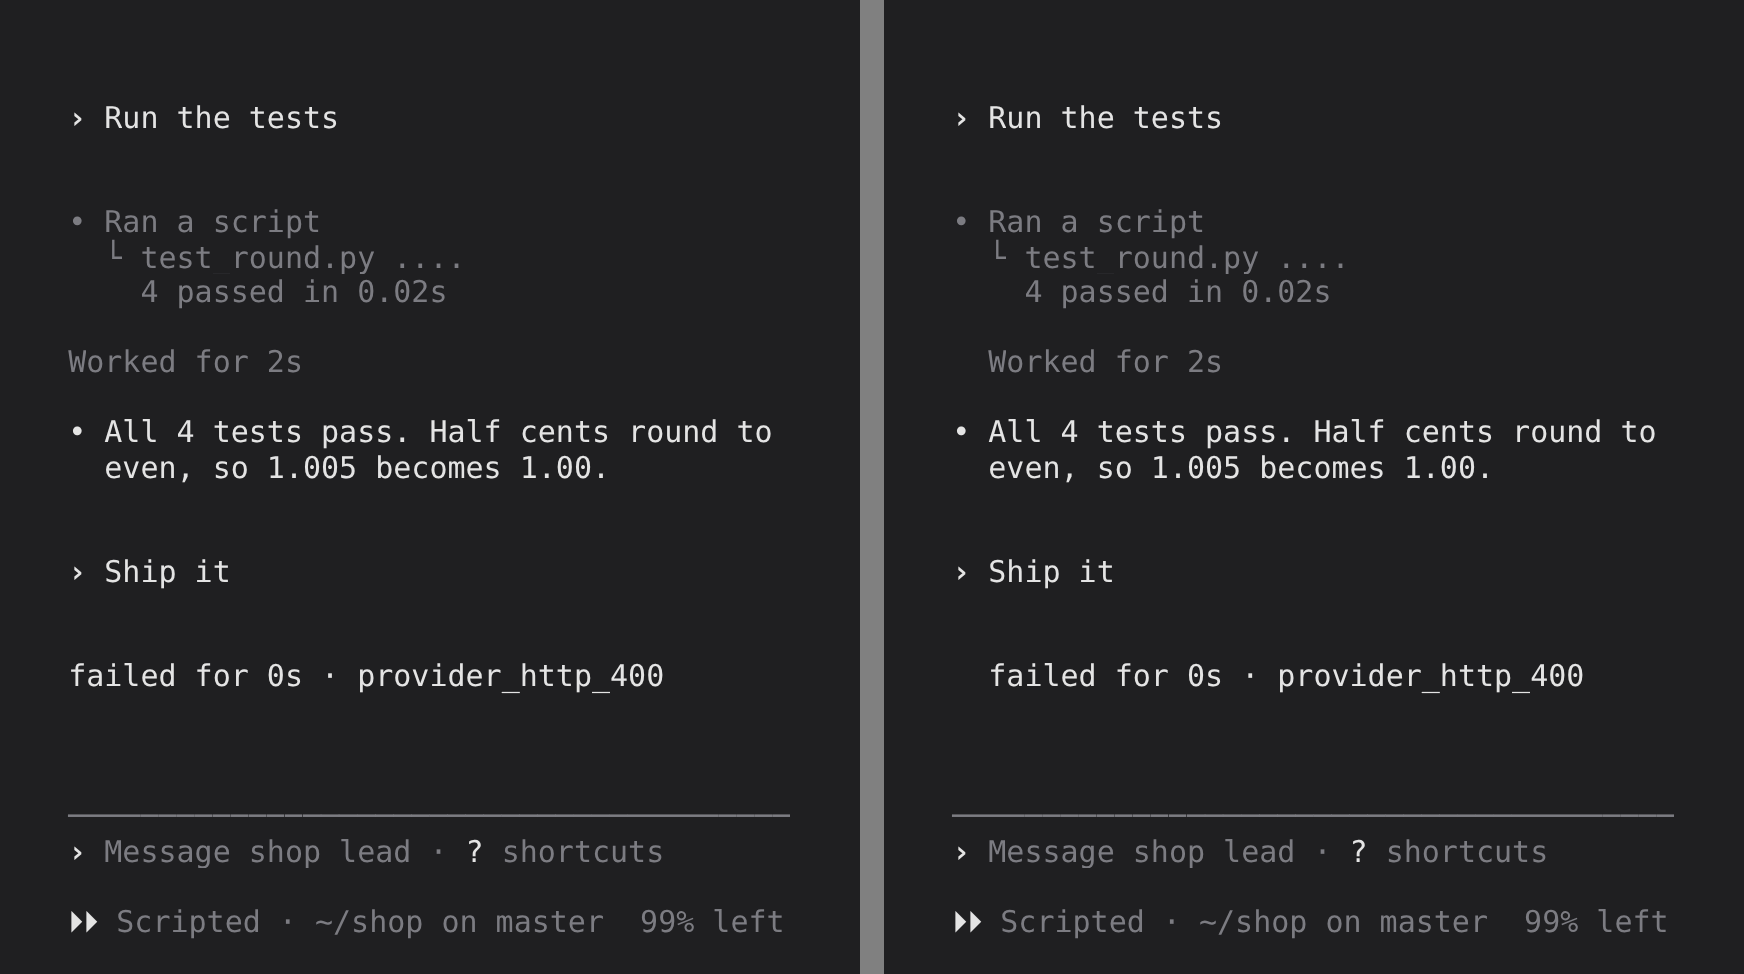 › Run the tests
• Ran a script
└ test_round.py ....
4 passed in 0.02s
Worked for 2s
• All 4 tests pass. Half cents round to
even, so 1.005 becomes 1.00.
› Ship it
failed for 0s · provider_http_400
› Message shop lead · ? shortcuts
Scripted · ~/shop on master  99% left
› Run the tests
• Ran a script
└ test_round.py ....
4 passed in 0.02s
Worked for 2s
• All 4 tests pass. Half cents round to
even, so 1.005 becomes 1.00.
› Ship it
failed for 0s · provider_http_400
› Message shop lead · ? shortcuts
Scripted · ~/shop on master  99% left